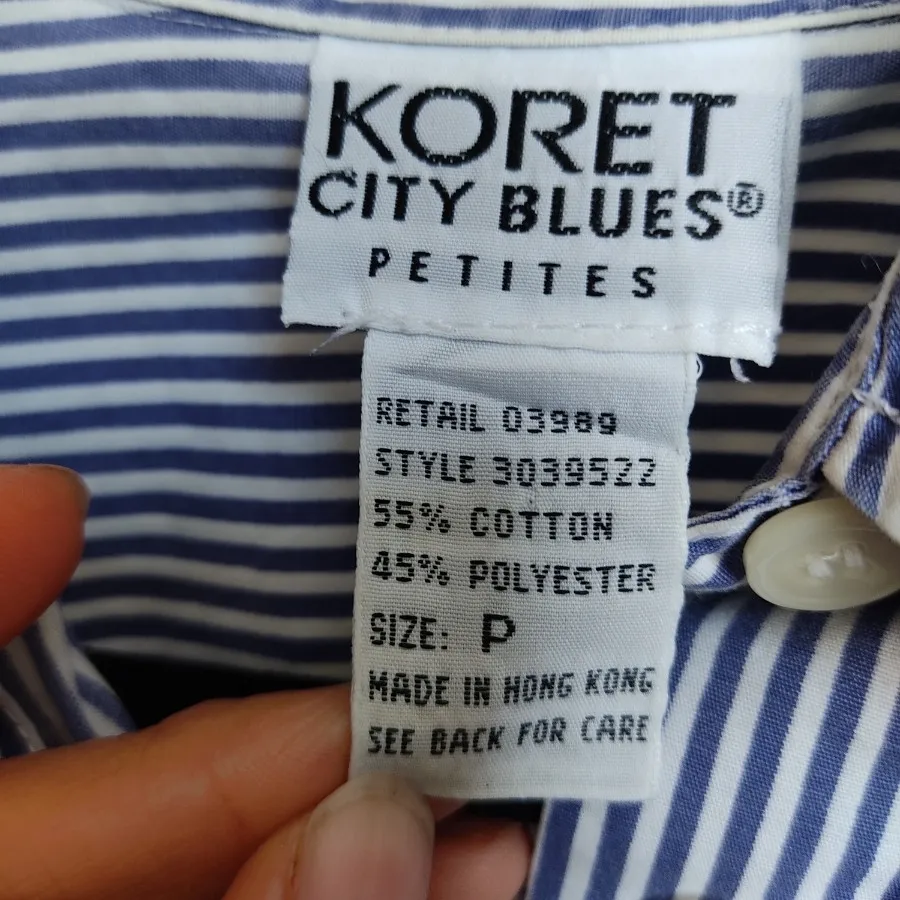 KORET
CITY BLUES®
PETITES
RETAIL 03989
STYLE 3039522
55% COTTON
45% POLYESTER
SIZE: P
MADE IN HONG KONG
SEE BACK FOR CARE